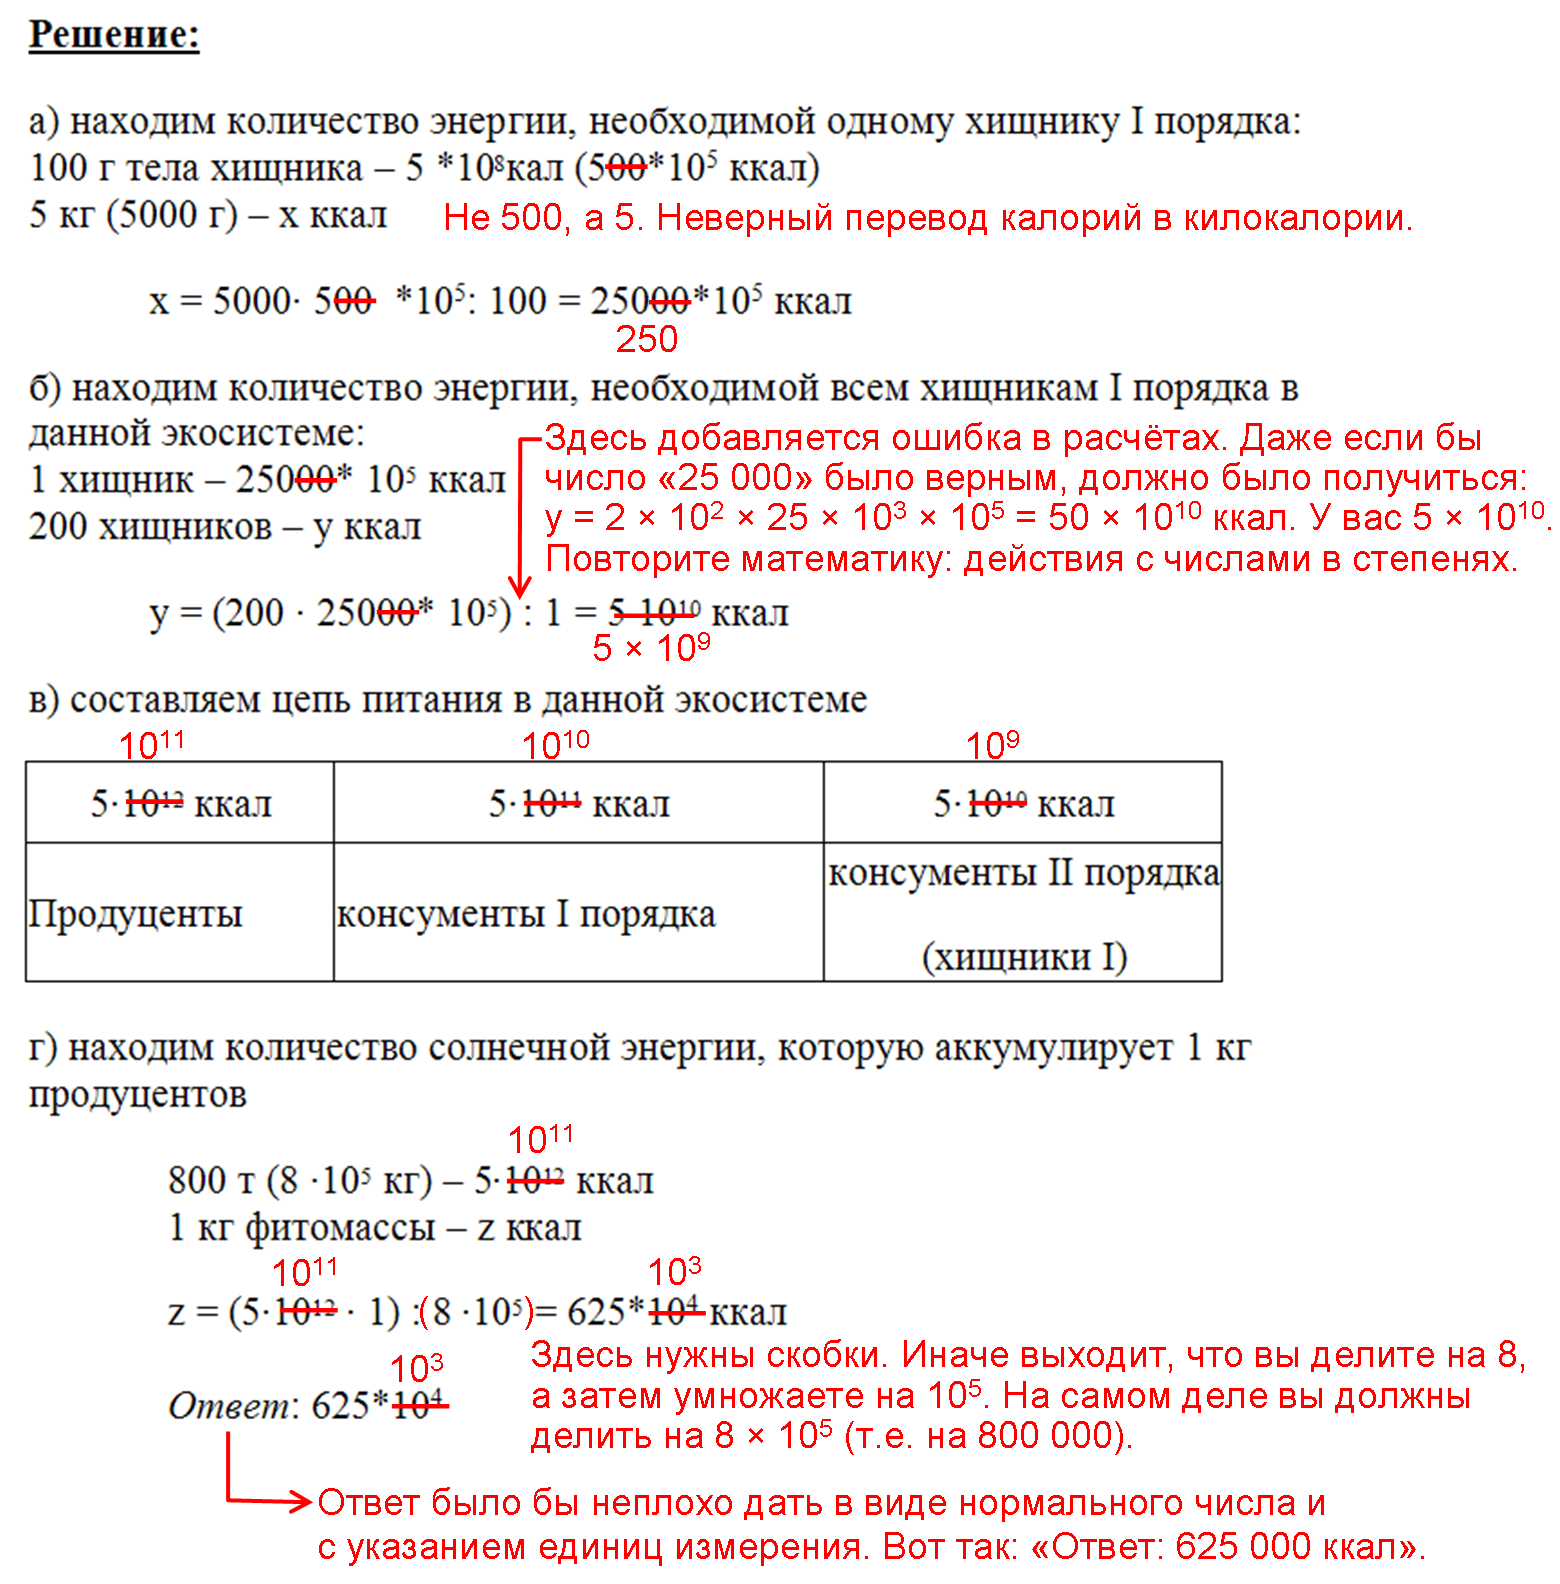 Решение:
а) находим количество энергии, необходимой одному хищнику I порядка:
100 г тела хищника – 5 *10⁸кал (500*10⁵ ккал)
5 кг (5000 г) – х ккал
Не 500, а 5. Неверный перевод калорий в килокалории.
х = 5000· 500 *10⁵: 100 = 25000*10⁵ ккал
250
б) находим количество энергии, необходимой всем хищникам I порядка в
данной экосистеме:
Здесь добавляется ошибка в расчётах. Даже если бы
1 хищник – 25000* 10⁵ ккал
число «25 000» было верным, должно было получиться:
200 хищников – у ккал
у = 2 × 10² × 25 × 10³ × 10⁵ = 50 × 10¹⁰ ккал. У вас 5 × 10¹⁰.
Повторите математику: действия с числами в степенях.
у = (200 · 25000* 10⁵) : 1 = 5·10¹⁰ ккал
5 × 10⁹
в) составляем цепь питания в данной экосистеме
10¹¹ 10¹⁰ 10⁹
5·10¹² ккал 5·10¹¹ ккал 5·10¹⁰ ккал
Продуценты
консументы I порядка
консументы II порядка
(хищники I)
г) находим количество солнечной энергии, которую аккумулирует 1 кг
продуцентов
10¹¹
800 т (8 ·10⁵ кг) – 5·10¹² ккал
1 кг фитомассы – z ккал
10¹¹ 10³
z = (5·10¹² · 1) :(8 ·10⁵)= 625*10⁴ ккал
10³
Ответ: 625*10⁴
Здесь нужны скобки. Иначе выходит, что вы делите на 8,
а затем умножаете на 10⁵. На самом деле вы должны
делить на 8 × 10⁵ (т.е. на 800 000).
Ответ было бы неплохо дать в виде нормального числа и
с указанием единиц измерения. Вот так: «Ответ: 625 000 ккал».